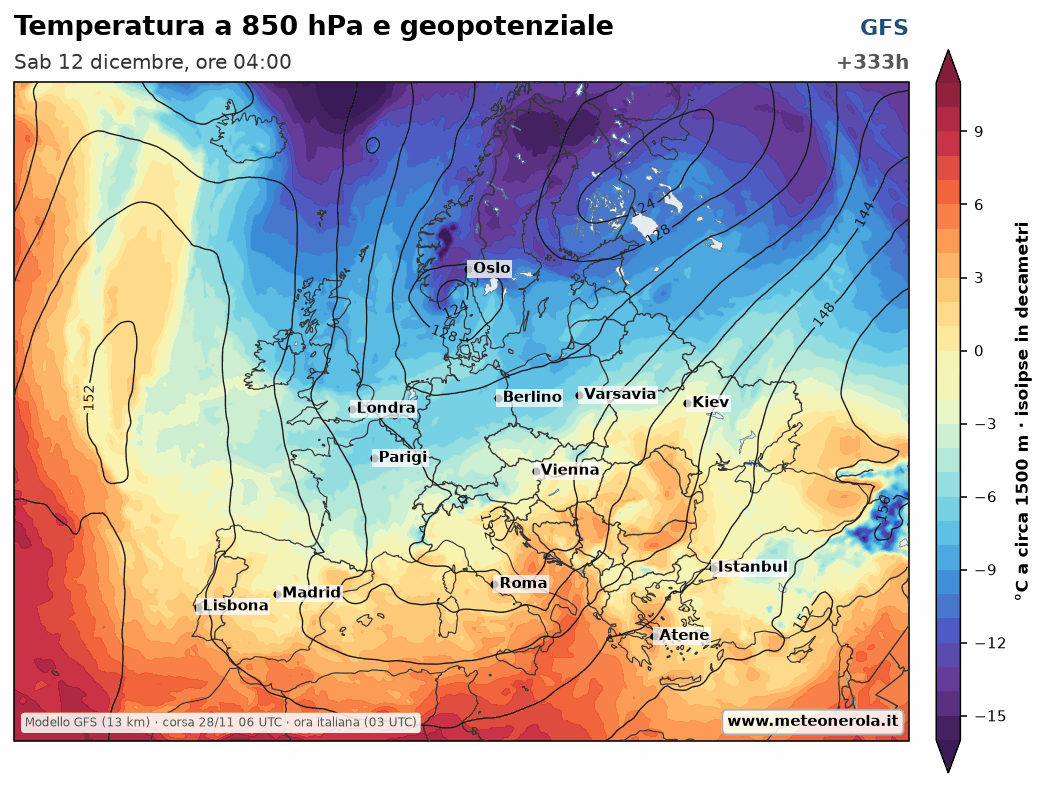 Temperatura a 850 hPa e geopotenziale
GFS
Sab 12 dicembre, ore 04:00
+333h
9
6
3
0
−3
−6
−9
−12
−15
°C a circa 1500 m · isoipse in decametri
144
124
128
148
152
Oslo
124
128
Londra
Berlino
Varsavia
Kiev
Parigi
Vienna
156
152
Istanbul
Roma
Madrid
Lisbona
152
Atene
Modello GFS (13 km) · corsa 28/11 06 UTC · ora italiana (03 UTC)
www.meteonerola.it